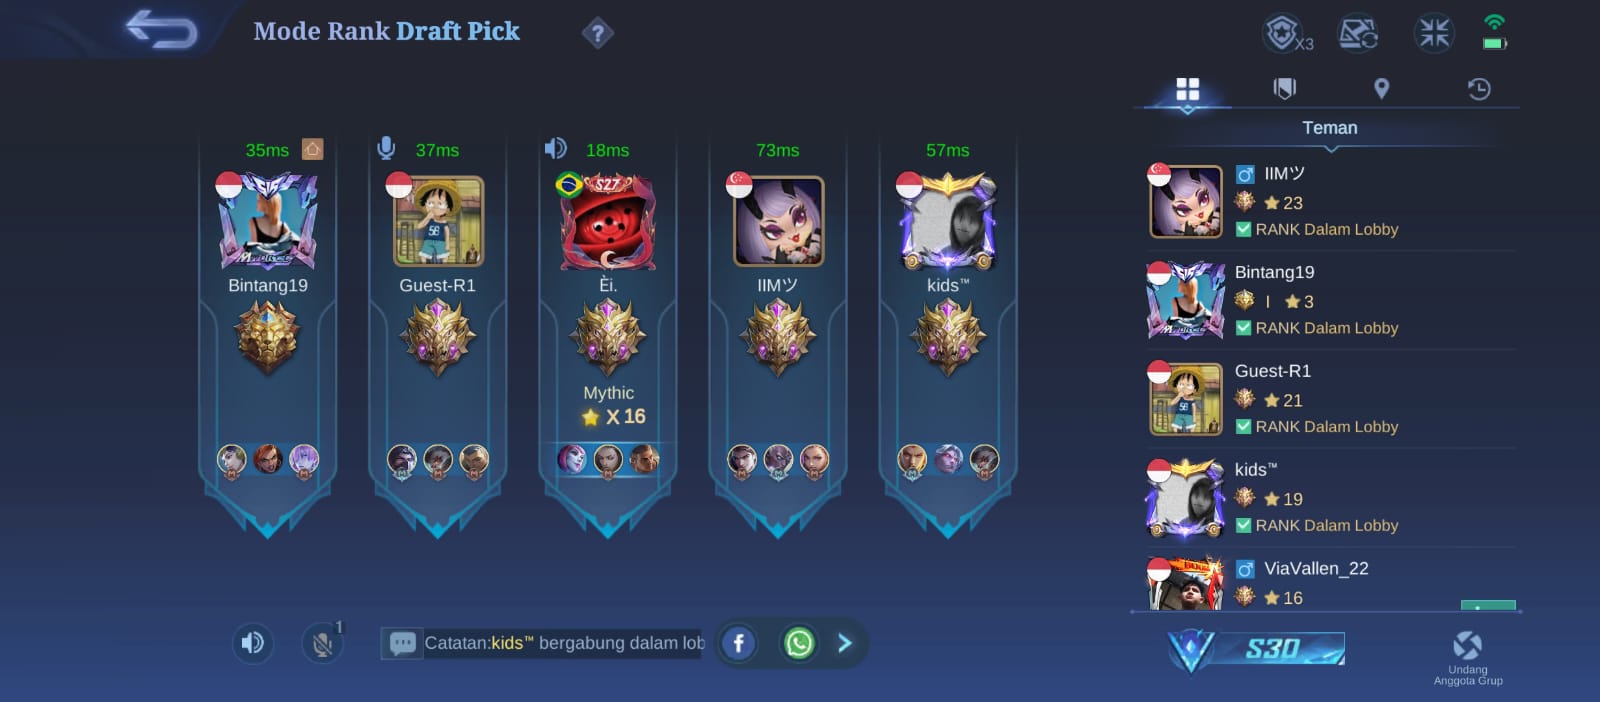 Mode Rank Draft Pick
?
X3
Teman
35ms
37ms
18ms
73ms
57ms
S27
Bintang19
Guest-R1
Èi.
IIMツ
kids™
Mythic
X 16
IIMツ
23
RANK Dalam Lobby
Bintang19
I 3
RANK Dalam Lobby
Guest-R1
21
RANK Dalam Lobby
kids™
19
RANK Dalam Lobby
ViaVallen_22
16
1
Catatan:kids™ bergabung dalam lob
S30
Undang
Anggota Grup